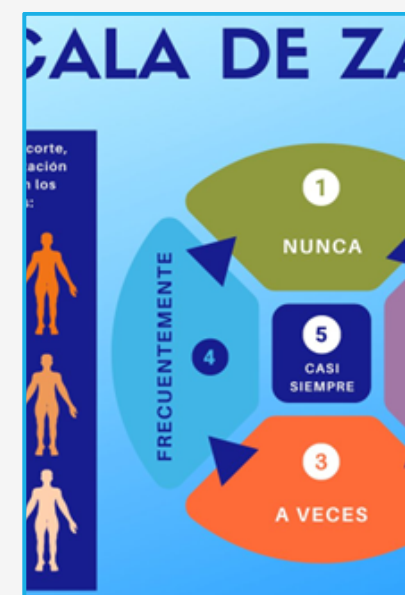 CALA DE ZA
corte,
ación
n los
s:
1
NUNCA
FRECUENTEMENTE
4
5
CASI
SIEMPRE
3
A VECES